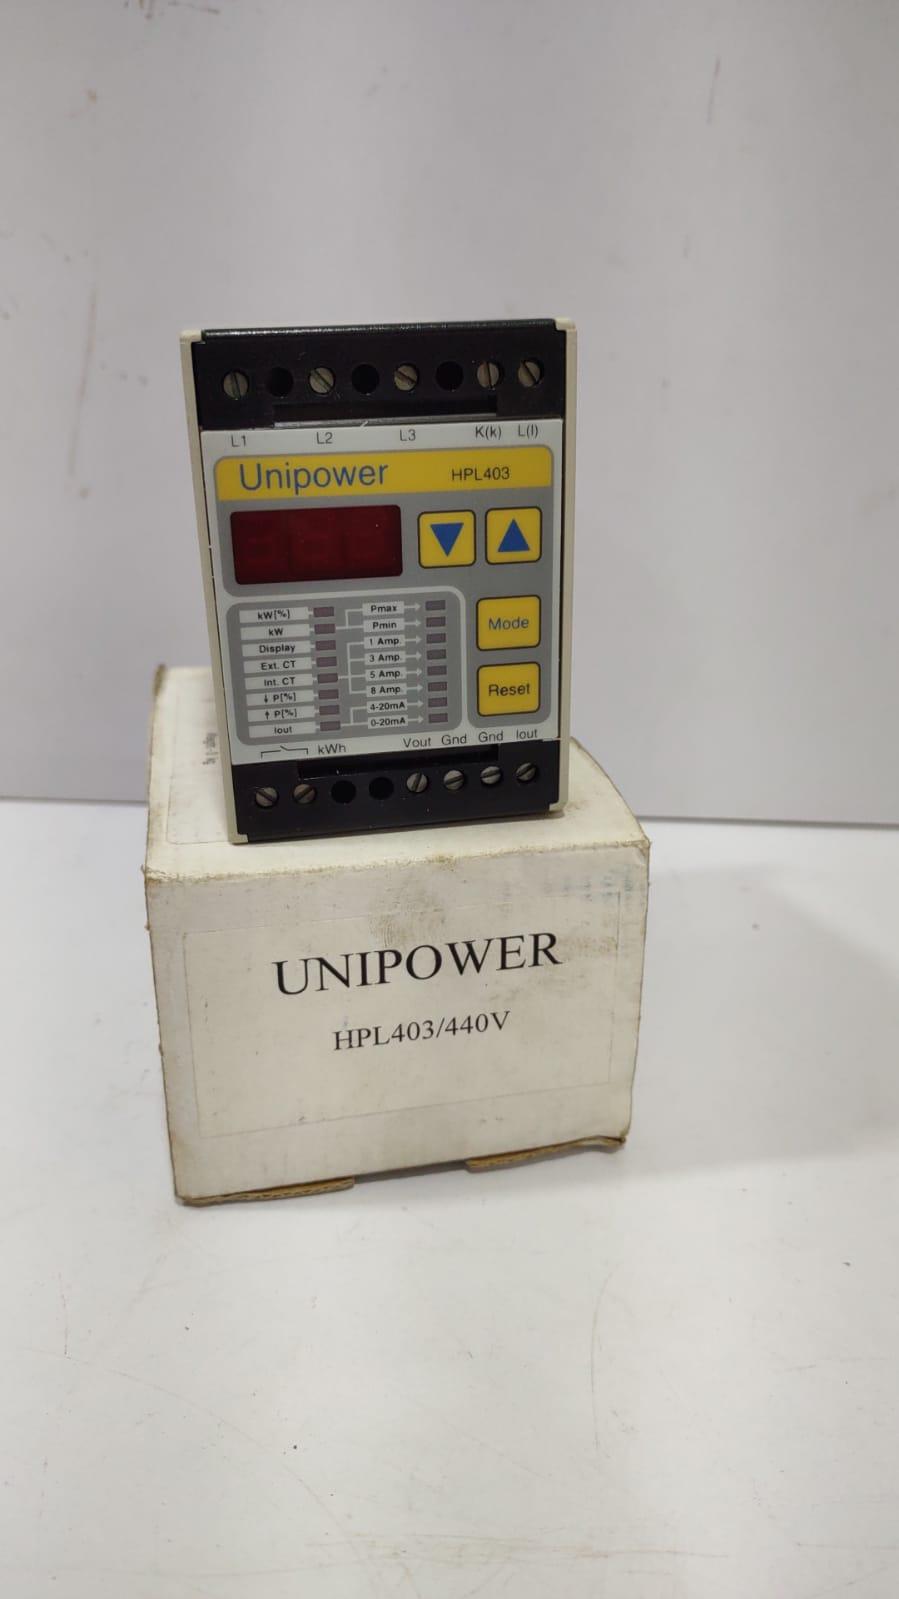 L1 L2 L3 K(k) L(l)
Unipower HPL403
kW[%] Pmax
kW Pmin
Display 1 Amp.
Ext. CT 3 Amp.
Int. CT 5 Amp.
↓ P[%] 8 Amp.
↑ P[%] 4-20mA
Iout 0-20mA
Mode
Reset
kWh Vout Gnd Gnd Iout
UNIPOWER
HPL403/440V